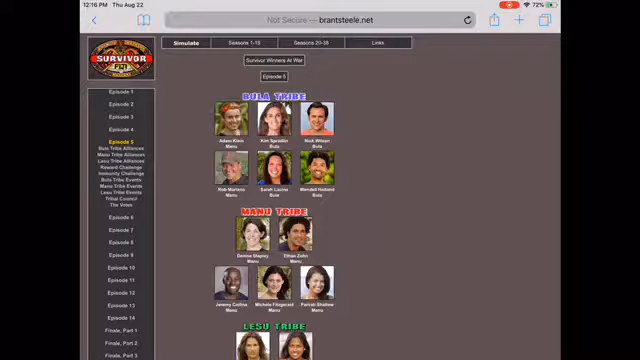 12:16 PM Thu Aug 22
Not Secure — brantsteele.net
Simulate
Seasons 1-19
Seasons 20-38
Links
SURVIVOR
FIJI
Survivor Winners At War
Episode 5
BULA TRIBE
Adam Klein
Manu
Kim Spradlin
Bula
Nick Wilson
Bula
Rob Mariano
Manu
Sarah Lacina
Bula
Wendell Holland
Bula
MANU TRIBE
Denise Stapley
Manu
Ethan Zohn
Manu
Jeremy Collins
Manu
Michele Fitzgerald
Manu
Parvati Shallow
Manu
LESU TRIBE
Episode 1
Episode 2
Episode 3
Episode 4
Episode 5
Bula Tribe Alliances
Manu Tribe Alliances
Lesu Tribe Alliances
Reward Challenge
Immunity Challenge
Bula Tribe Events
Manu Tribe Events
Lesu Tribe Events
Tribal Council
The Votes
Episode 6
Episode 7
Episode 8
Episode 9
Episode 10
Episode 11
Episode 12
Episode 13
Episode 14
Finale, Part 1
Finale, Part 2
Finale, Part 3